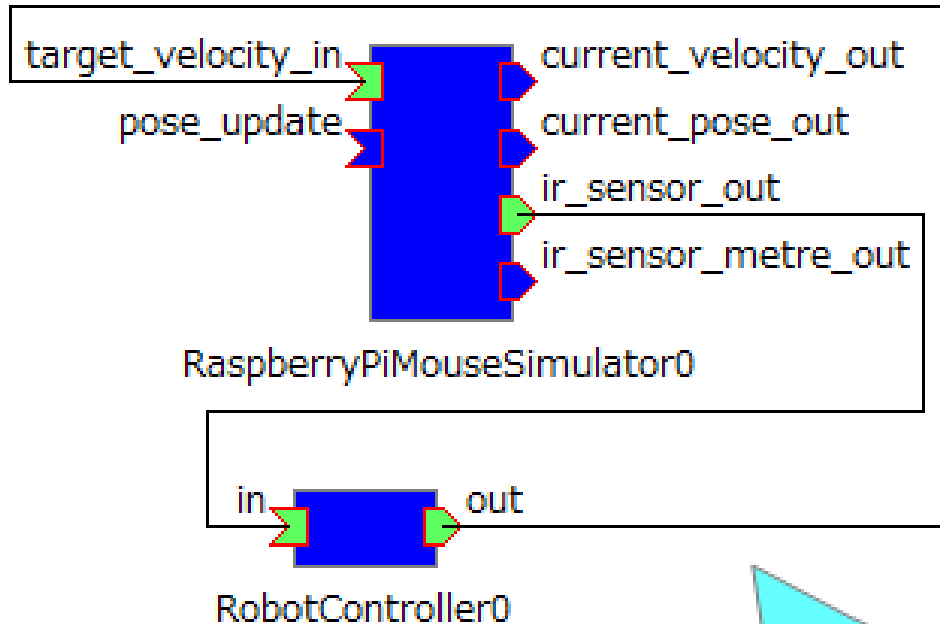 target_velocity_in
current_velocity_out
pose_update
current_pose_out
ir_sensor_out
ir_sensor_metre_out
RaspberryPiMouseSimulator0
in
out
RobotController0